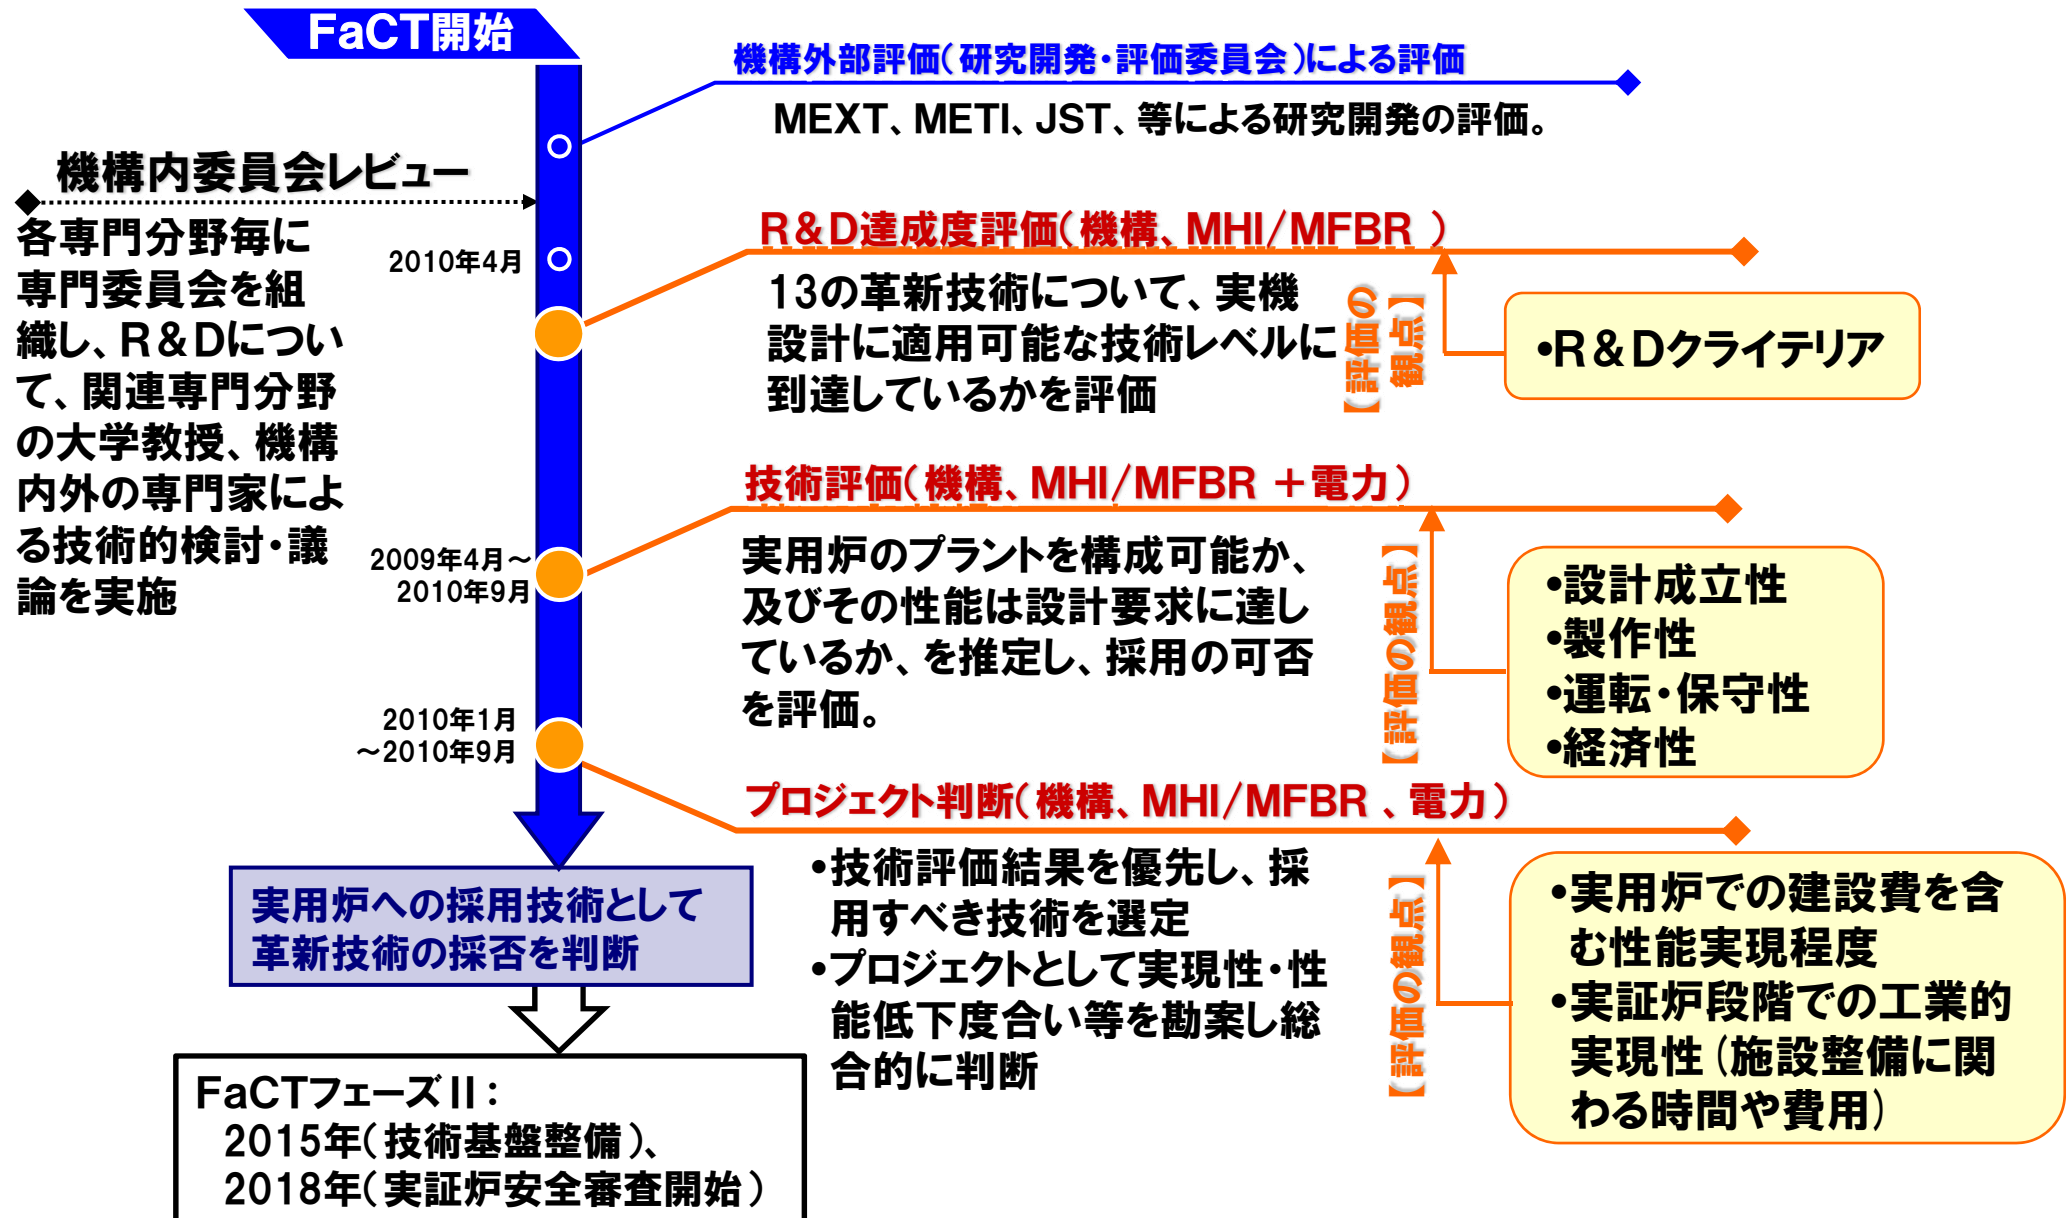 FaCT開始
機構外部評価（研究開発・評価委員会）による評価
MEXT、METI、JST、等による研究開発の評価。
機構内委員会レビュー
各専門分野毎に
専門委員会を組
織し、R＆Dについ
て、関連専門分野
の大学教授、機構
内外の専門家によ
る技術的検討・議
論を実施
2010年4月
R＆D達成度評価（機構、MHI/MFBR ）
13の革新技術について、実機
設計に適用可能な技術レベルに
到達しているかを評価
【評価の
観点】
•R＆Dクライテリア
2009年4月～
2010年9月
技術評価（機構、MHI/MFBR ＋電力）
実用炉のプラントを構成可能か、
及びその性能は設計要求に達し
ているか、を推定し、採用の可否
を評価。
【評価の観点】
•設計成立性
•製作性
•運転・保守性
•経済性
2010年1月
～2010年9月
プロジェクト判断（機構、MHI/MFBR 、電力）
•技術評価結果を優先し、採
用すべき技術を選定
•プロジェクトとして実現性・性
能低下度合い等を勘案し総
合的に判断
【評価の観点】
•実用炉での建設費を含
む性能実現程度
•実証炉段階での工業的
実現性（施設整備に関
わる時間や費用）
実用炉への採用技術として
革新技術の採否を判断
FaCTフェーズII：
2015年（技術基盤整備）、
2018年（実証炉安全審査開始）